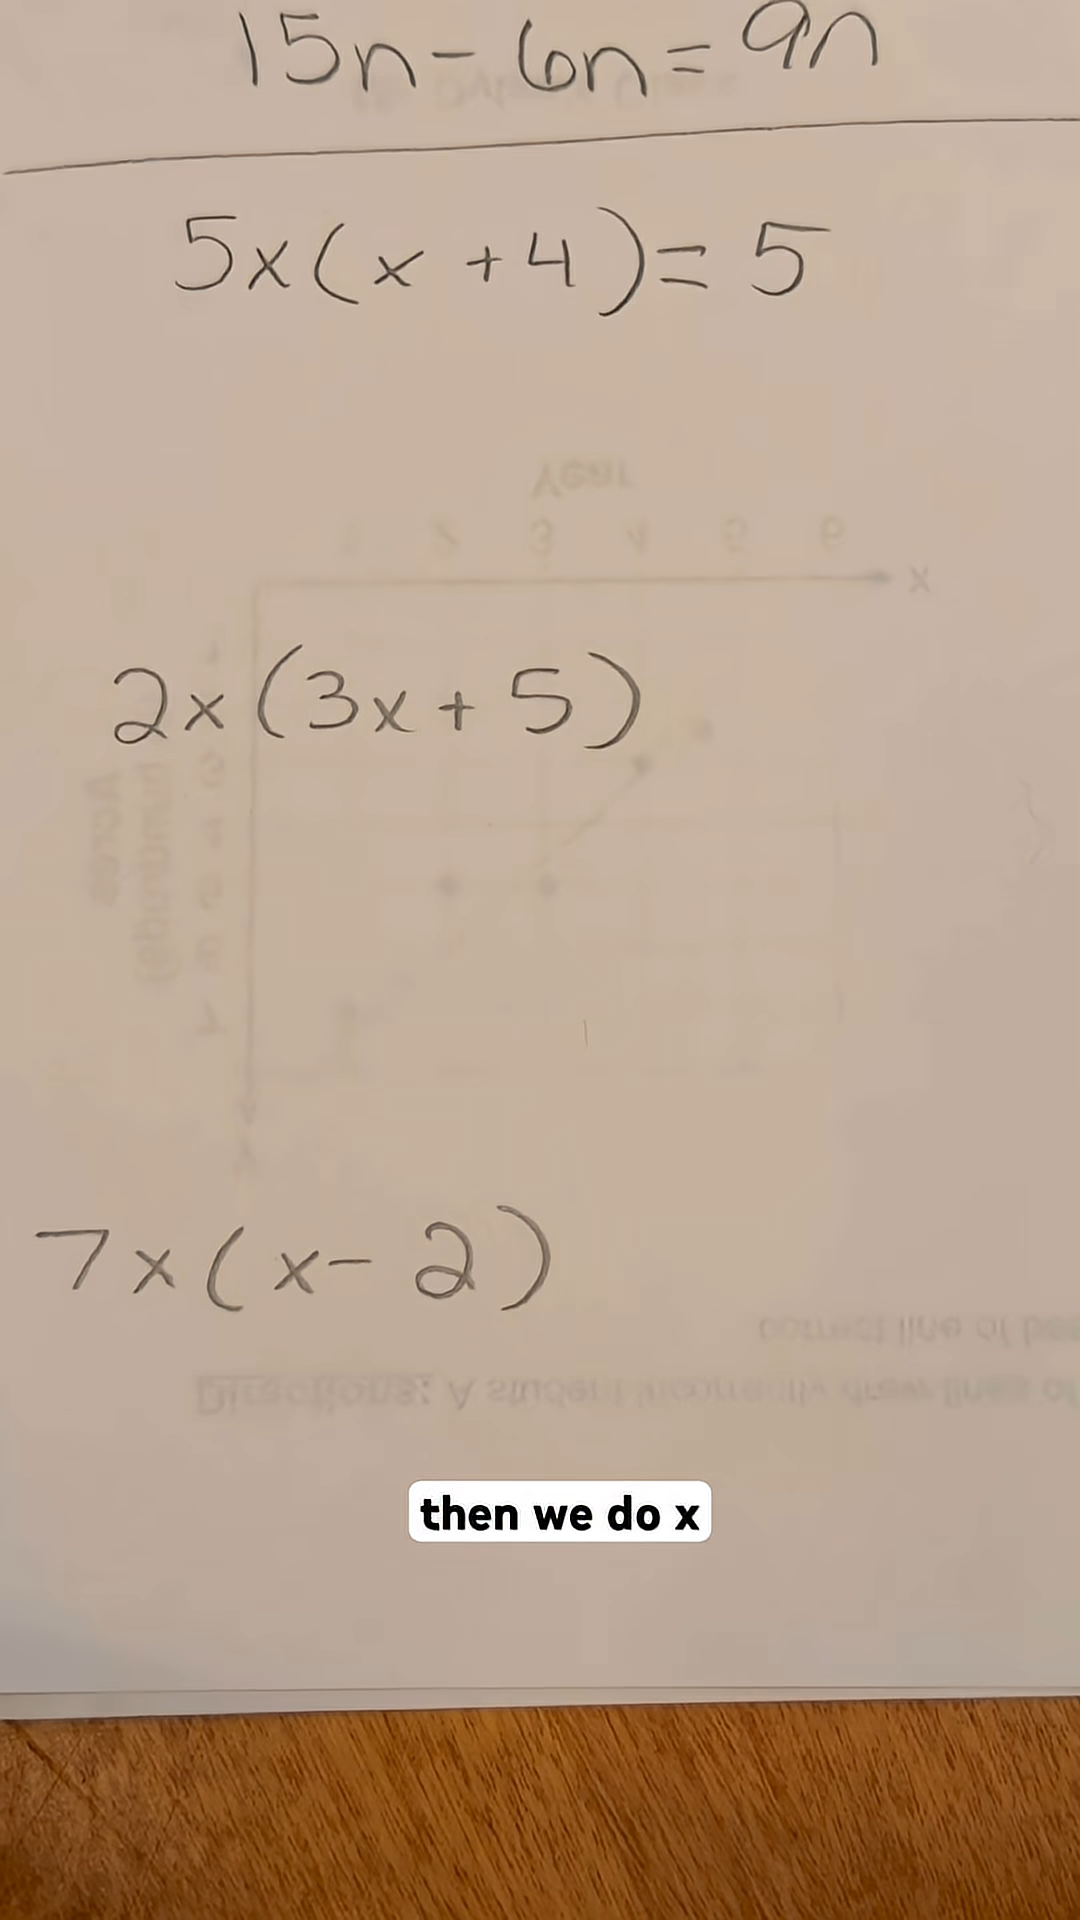 15n - 6n = 9n
5x(x + 4) = 5
2x(3x + 5)
7x(x - 2)
then we do x